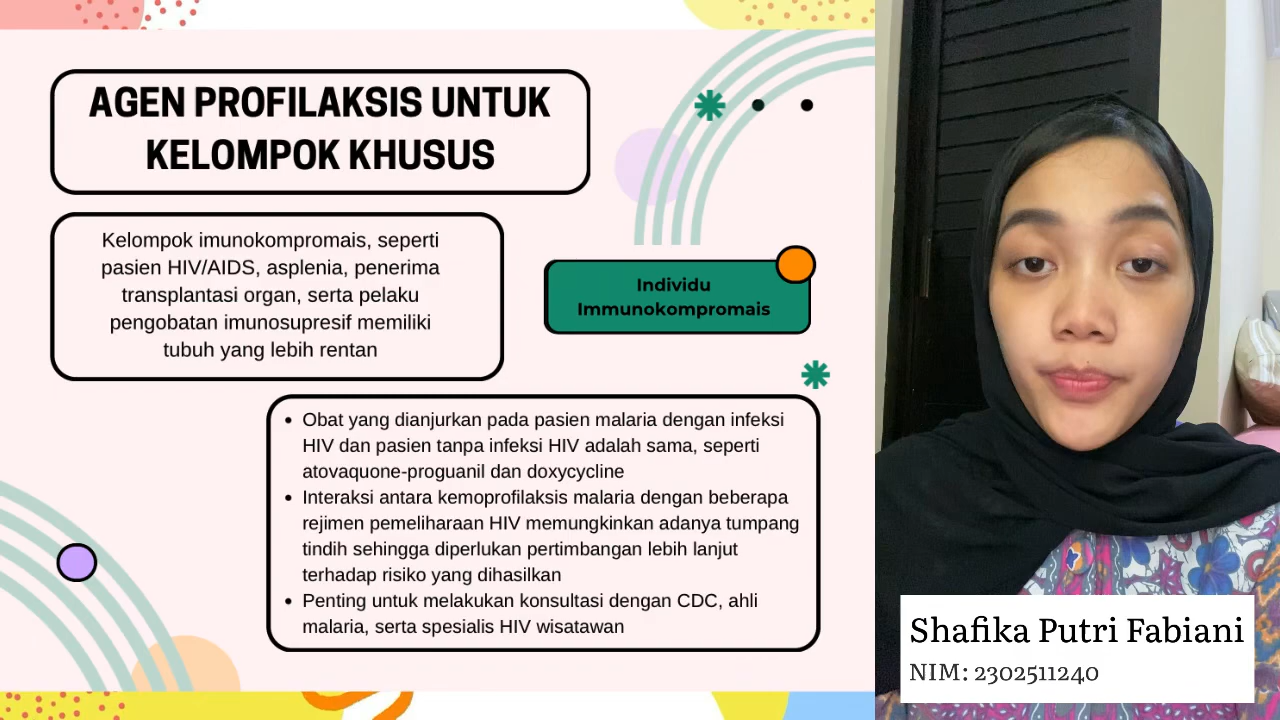 AGEN PROFILAKSIS UNTUK
KELOMPOK KHUSUS
Kelompok imunokompromais, seperti
pasien HIV/AIDS, asplenia, penerima
transplantasi organ, serta pelaku
pengobatan imunosupresif memiliki
tubuh yang lebih rentan
Individu
Immunokompromais
• Obat yang dianjurkan pada pasien malaria dengan infeksi
HIV dan pasien tanpa infeksi HIV adalah sama, seperti
atovaquone-proguanil dan doxycycline
• Interaksi antara kemoprofilaksis malaria dengan beberapa
rejimen pemeliharaan HIV memungkinkan adanya tumpang
tindih sehingga diperlukan pertimbangan lebih lanjut
terhadap risiko yang dihasilkan
• Penting untuk melakukan konsultasi dengan CDC, ahli
malaria, serta spesialis HIV wisatawan
Shafika Putri Fabiani
NIM: 2302511240